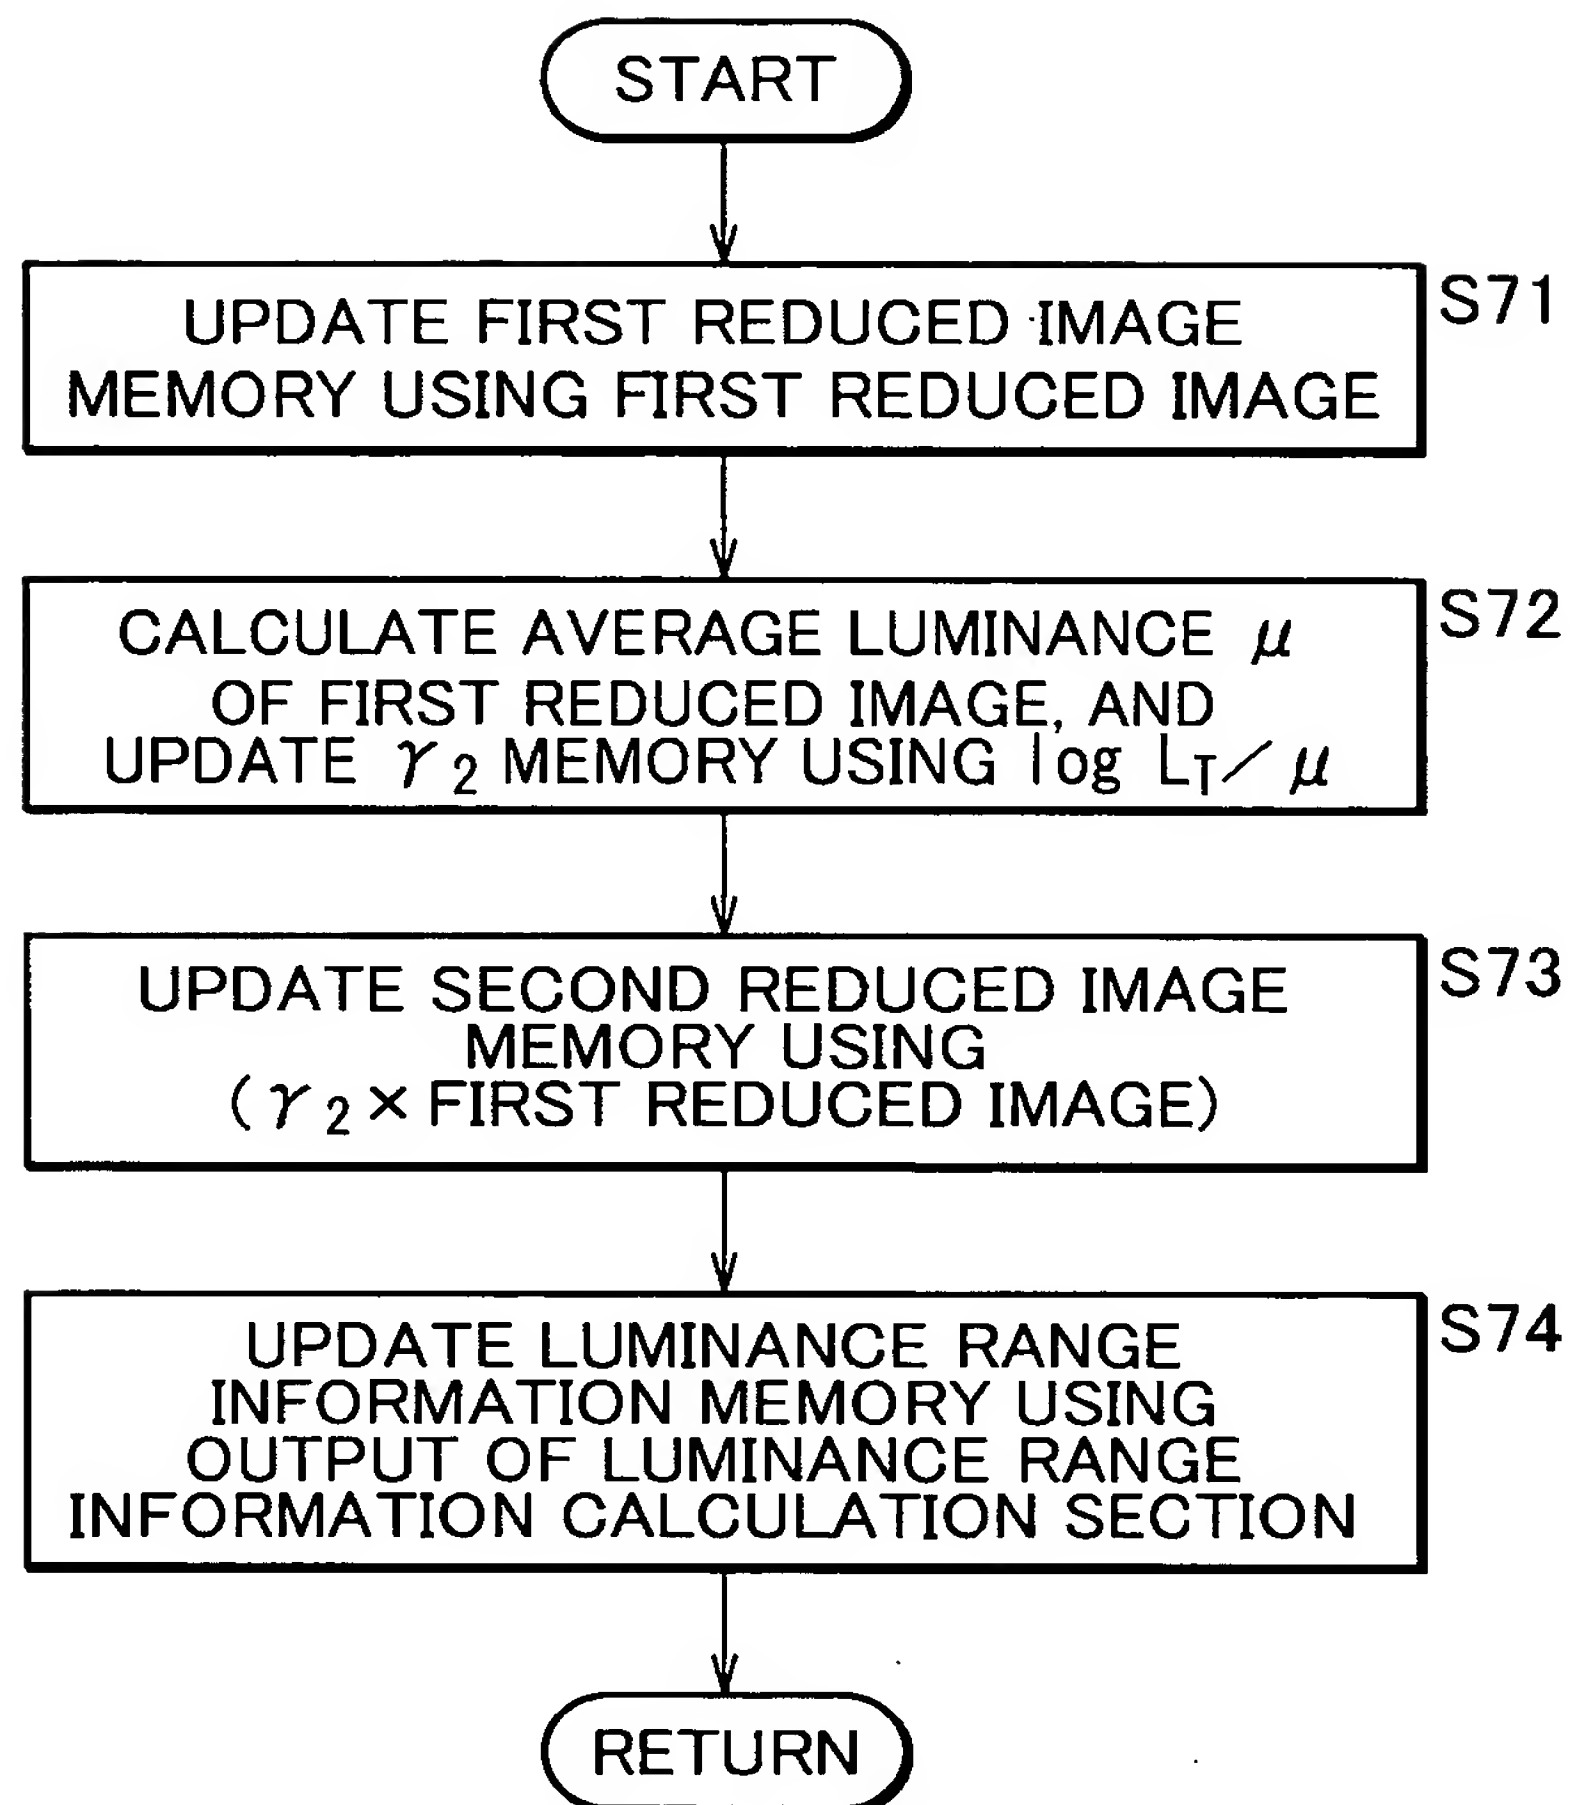 START
UPDATE FIRST REDUCED IMAGE
MEMORY USING FIRST REDUCED IMAGE
S71
CALCULATE AVERAGE LUMINANCE μ
OF FIRST REDUCED IMAGE, AND
UPDATE γ2 MEMORY USING log LT/μ
S72
UPDATE SECOND REDUCED IMAGE
MEMORY USING
(γ2×FIRST REDUCED IMAGE)
S73
UPDATE LUMINANCE RANGE
INFORMATION MEMORY USING
OUTPUT OF LUMINANCE RANGE
INFORMATION CALCULATION SECTION
S74
RETURN